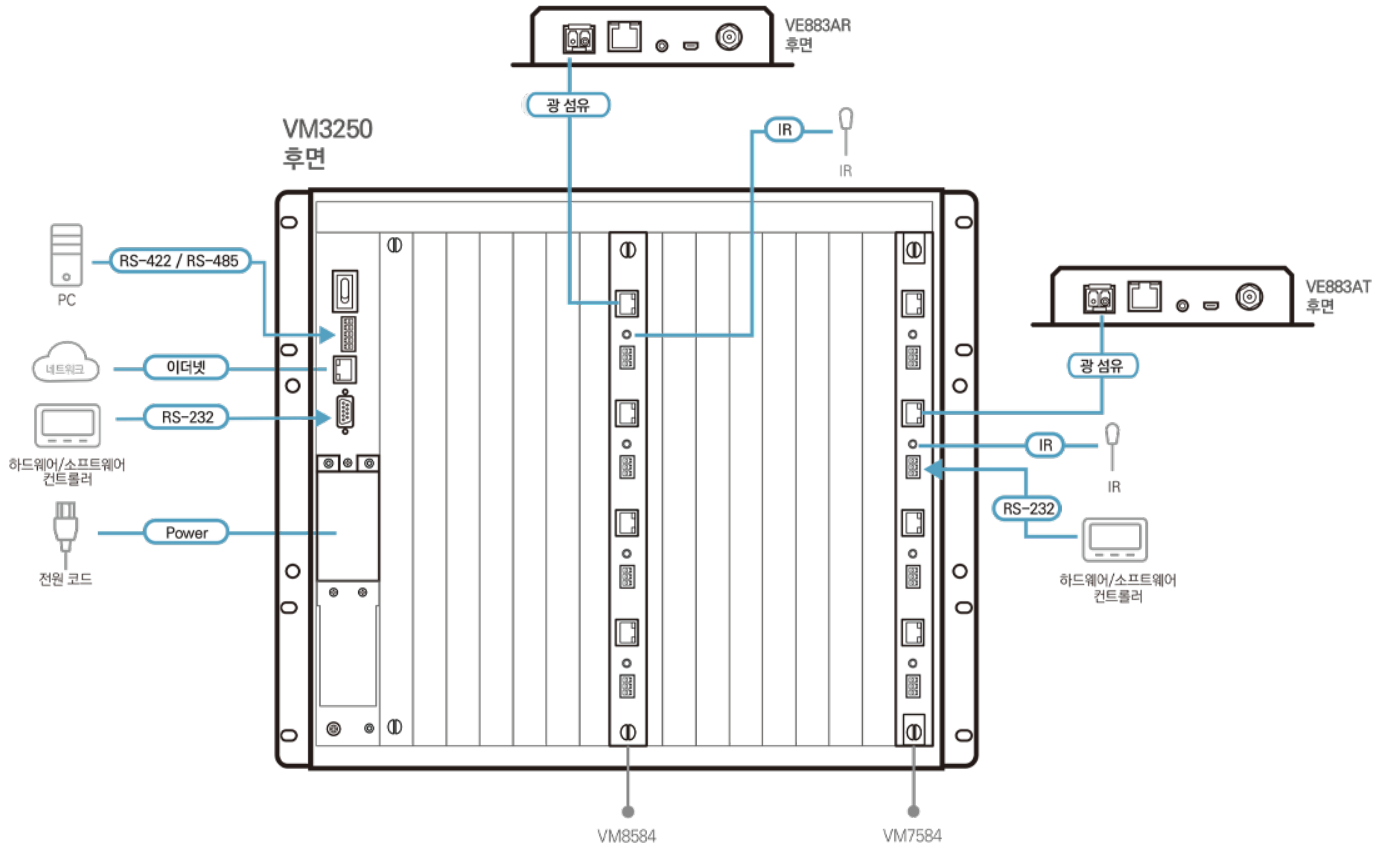 VE883AR
후면
광 섬유
IR
IR
VM3250
후면
RS-422 / RS-485
PC
네트워크
이더넷
RS-232
하드웨어/소프트웨어
컨트롤러
Power
전원 코드
VE883AT
후면
광 섬유
IR
IR
RS-232
하드웨어/소프트웨어
컨트롤러
VM8584
VM7584